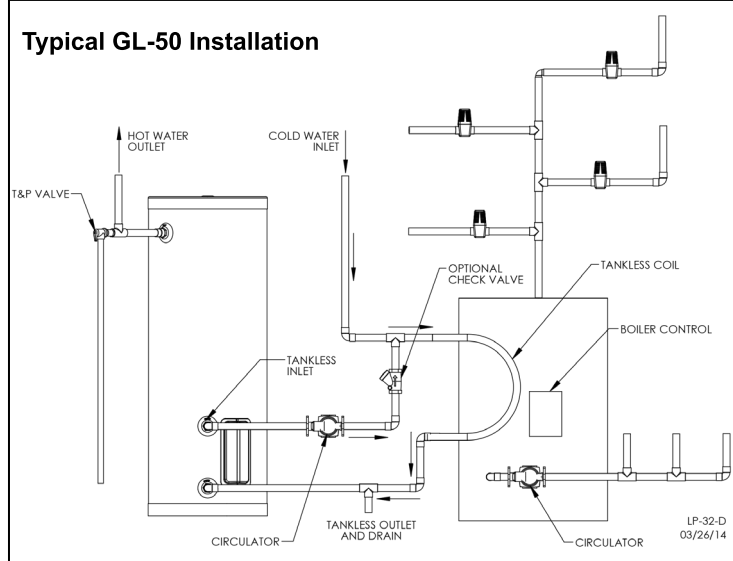 Typical GL-50 Installation
HOT WATER
OUTLET
COLD WATER
INLET
T&P VALVE
OPTIONAL
CHECK VALVE
TANKLESS COIL
BOILER CONTROL
TANKLESS
INLET
TANKLESS OUTLET
AND DRAIN
CIRCULATOR
CIRCULATOR
LP-32-D
03/26/14